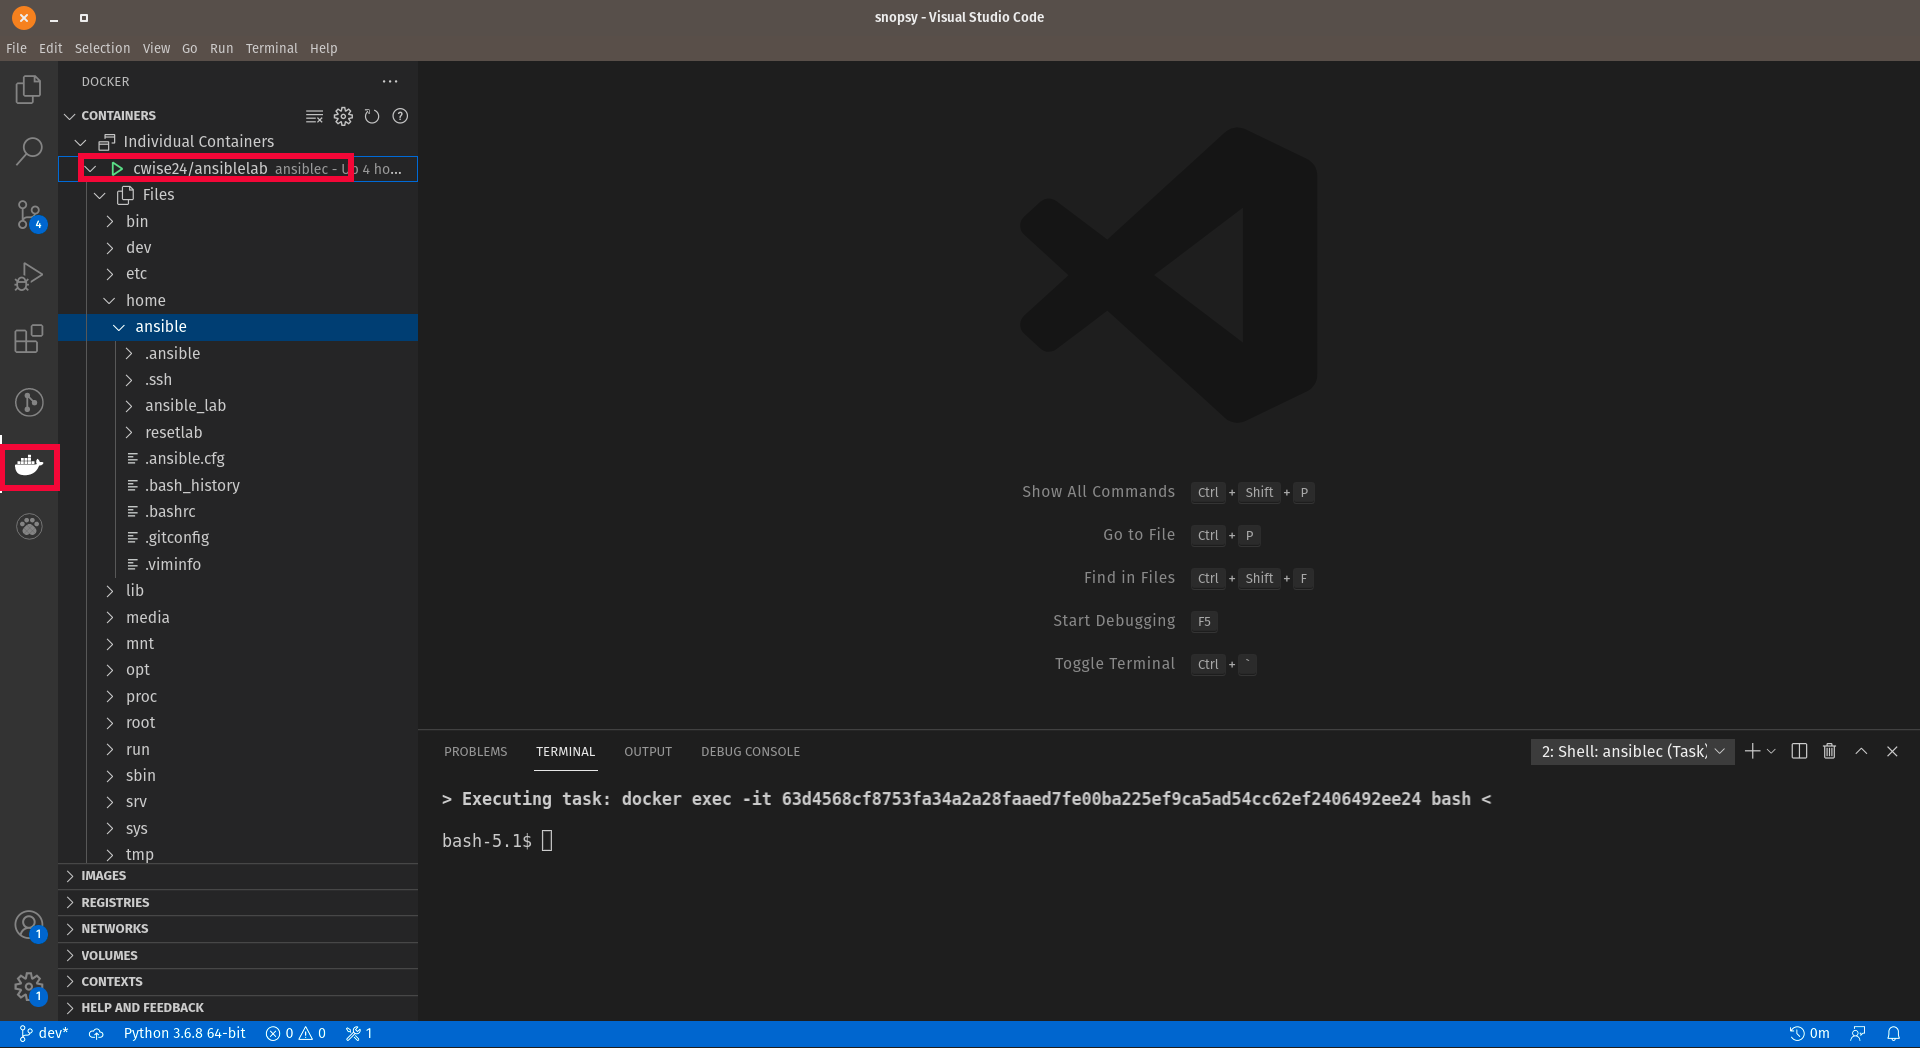 snopsy - Visual Studio Code
File Edit Selection View Go Run Terminal Help
DOCKER
CONTAINERS
Individual Containers
cwise24/ansiblelab ansiblec - Up 4 ho...
Files
bin
dev
etc
home
ansible
.ansible
.ssh
ansible_lab
resetlab
.ansible.cfg
.bash_history
.bashrc
.gitconfig
.viminfo
lib
media
mnt
opt
proc
root
run
sbin
srv
sys
tmp
IMAGES
REGISTRIES
NETWORKS
VOLUMES
CONTEXTS
HELP AND FEEDBACK
4
1
1
Show All Commands Ctrl + Shift + P
Go to File Ctrl + P
Find in Files Ctrl + Shift + F
Start Debugging F5
Toggle Terminal Ctrl + `
PROBLEMS TERMINAL OUTPUT DEBUG CONSOLE 2: Shell: ansiblec (Task)
> Executing task: docker exec -it 63d4568cf8753fa34a2a28faaed7fe00ba225ef9ca5ad54cc62ef2406492ee24 bash <
bash-5.1$
dev* Python 3.6.8 64-bit 0 0 1 0m